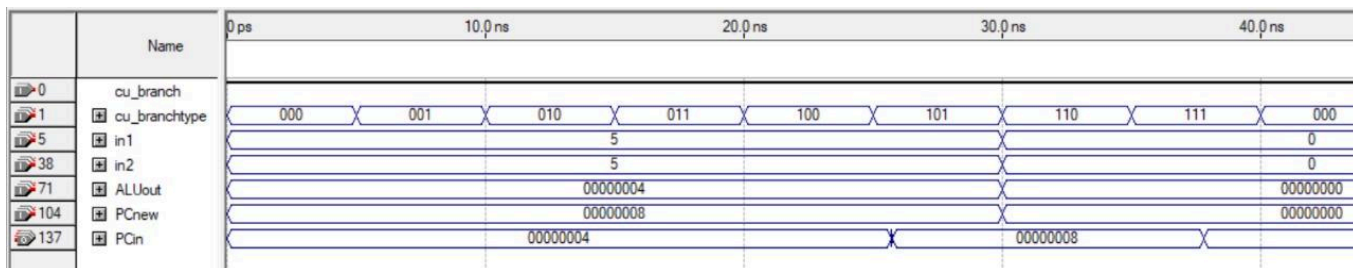 Name 0 ps 10.0 ns 20.0 ns 30.0 ns 40.0 ns
0 cu_branch
1 cu_branchtype 000 001 010 011 100 101 110 111 000
5 in1 5 0
38 in2 5 0
71 ALUout 00000004 00000000
104 PCnew 00000008 00000000
137 PCin 00000004 00000008